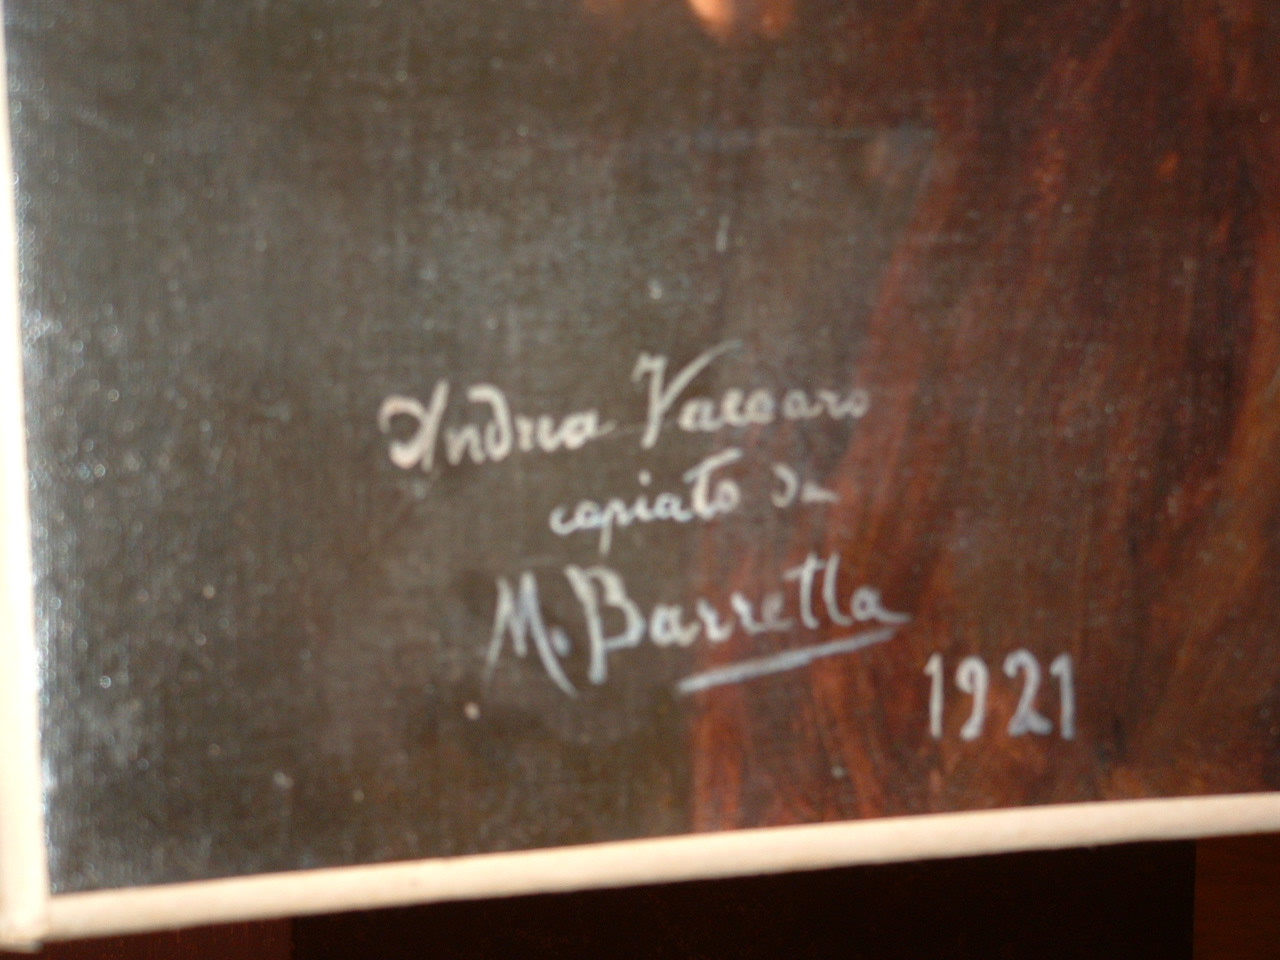 Andrea Vaccaro
copiato da
M. Barretta
1921